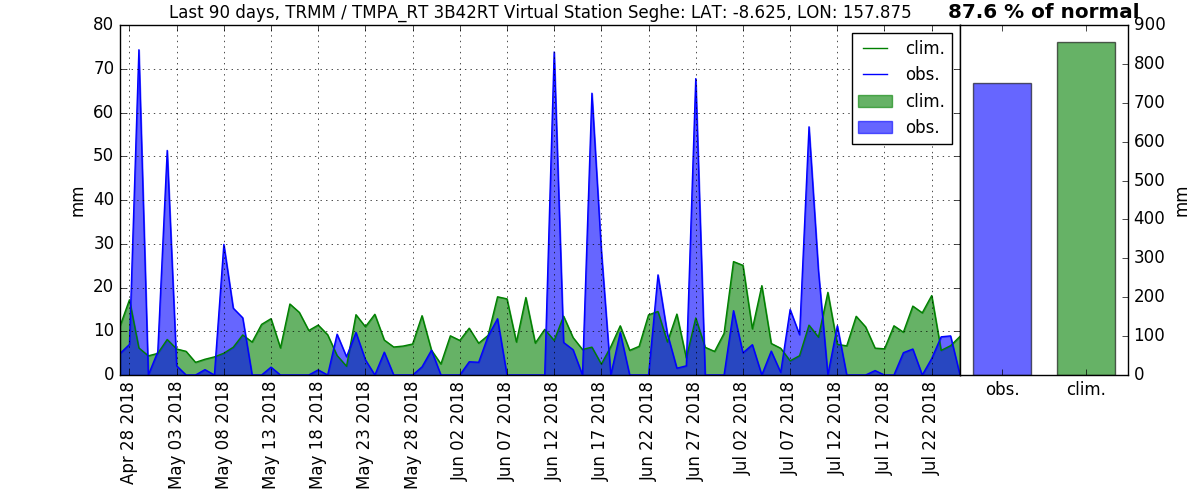 Last 90 days, TRMM / TMPA_RT 3B42RT Virtual Station Seghe: LAT: -8.625, LON: 157.875
87.6 % of normal
80
70
60
50
40
30
20
10
0
mm
clim.
obs.
clim.
obs.
Apr 28 2018
May 03 2018
May 08 2018
May 13 2018
May 18 2018
May 23 2018
May 28 2018
Jun 02 2018
Jun 07 2018
Jun 12 2018
Jun 17 2018
Jun 22 2018
Jun 27 2018
Jul 02 2018
Jul 07 2018
Jul 12 2018
Jul 17 2018
Jul 22 2018
900
800
700
600
500
400
300
200
100
0
mm
obs.
clim.